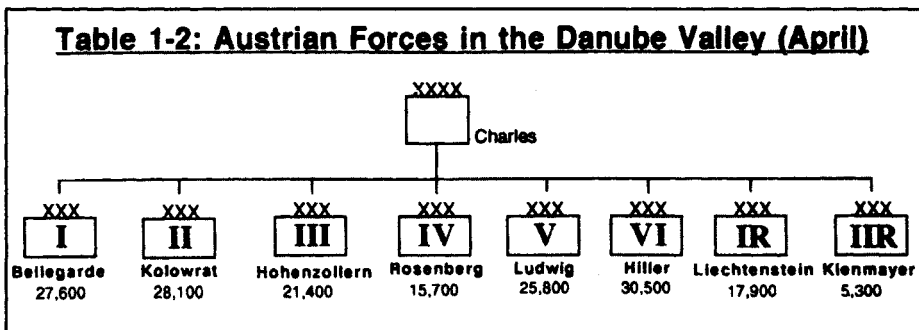 Table 1-2: Austrian Forces in the Danube Valley (April)
XXXX
Charles
XXX XXX XXX XXX XXX XXX XXX XXX
I II III IV V VI IR IIR
Bellegarde Kolowrat Hohenzollern Rosenberg Ludwig Hiller Liechtenstein Kienmayer
27,600 28,100 21,400 15,700 25,800 30,500 17,900 5,300